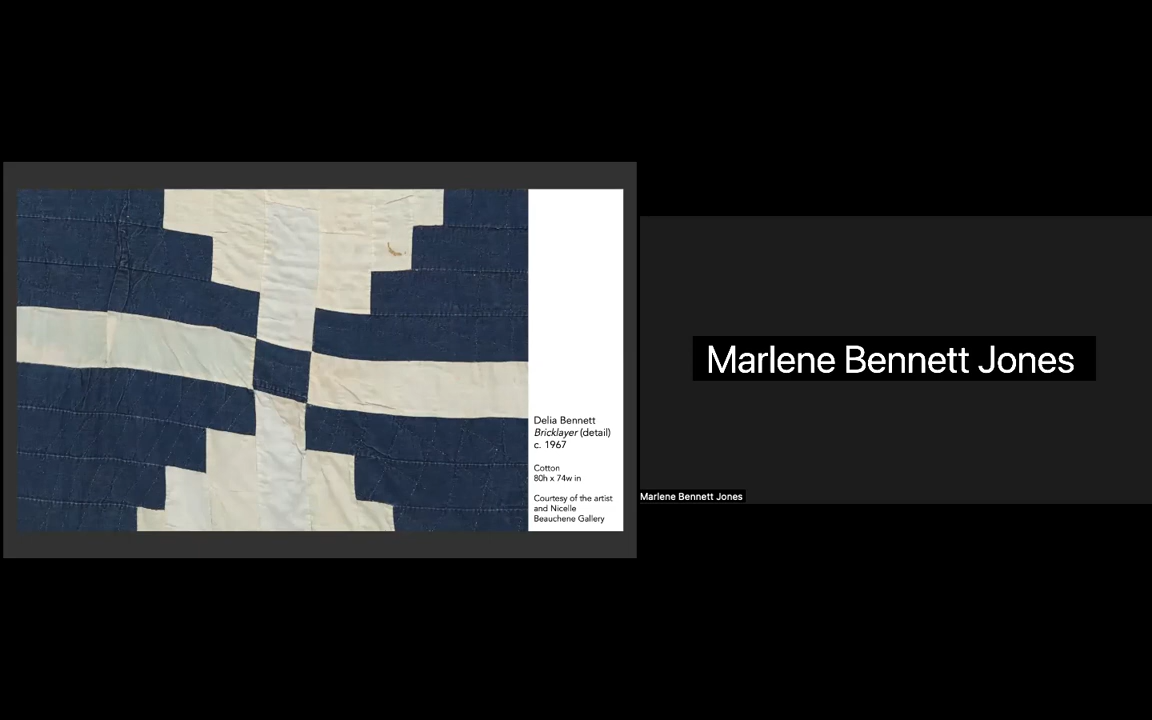 Delia Bennett
Bricklayer (detail)
c. 1967
Cotton
80h x 74w in
Courtesy of the artist
and Nicelle
Beauchene Gallery
Marlene Bennett Jones
Marlene Bennett Jones